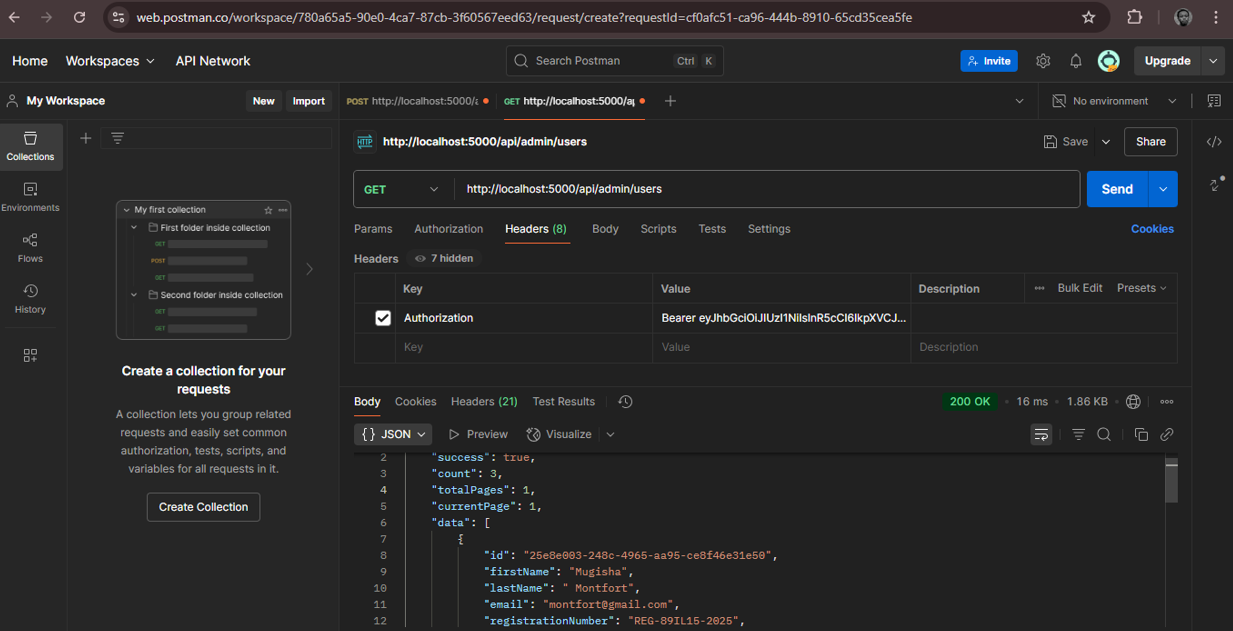 web.postman.co/workspace/780a65a5-90e0-4ca7-87cb-3f60567eed63/request/create?requestId=cf0afc51-ca96-444b-8910-65cd35cea5fe
Home Workspaces API Network Search Postman Ctrl K Invite Upgrade
My Workspace New Import POST http://localhost:5000/a GET http://localhost:5000/ap No environment
Collections
Environments
Flows
History
My first collection
First folder inside collection
GET
POST
GET
Second folder inside collection
GET
GET
Create a collection for your
requests
A collection lets you group related
requests and easily set common
authorization, tests, scripts, and
variables for all requests in it.
Create Collection
HTTP http://localhost:5000/api/admin/users Save Share
GET http://localhost:5000/api/admin/users Send
Params Authorization Headers (8) Body Scripts Tests Settings Cookies
Headers 7 hidden
Key Value Description Bulk Edit Presets
Authorization Bearer eyJhbGciOiJIUzI1NiIsInR5cCI6IkpXVCJ...
Key Value Description
Body Cookies Headers (21) Test Results 200 OK 16 ms 1.86 KB
{} JSON Preview Visualize
2 "success": true,
3 "count": 3,
4 "totalPages": 1,
5 "currentPage": 1,
6 "data": [
7 {
8 "id": "25e8e003-248c-4965-aa95-ce8f46e31e50",
9 "firstName": "Mugisha",
10 "lastName": " Montfort",
11 "email": "montfort@gmail.com",
12 "registrationNumber": "REG-89IL15-2025",